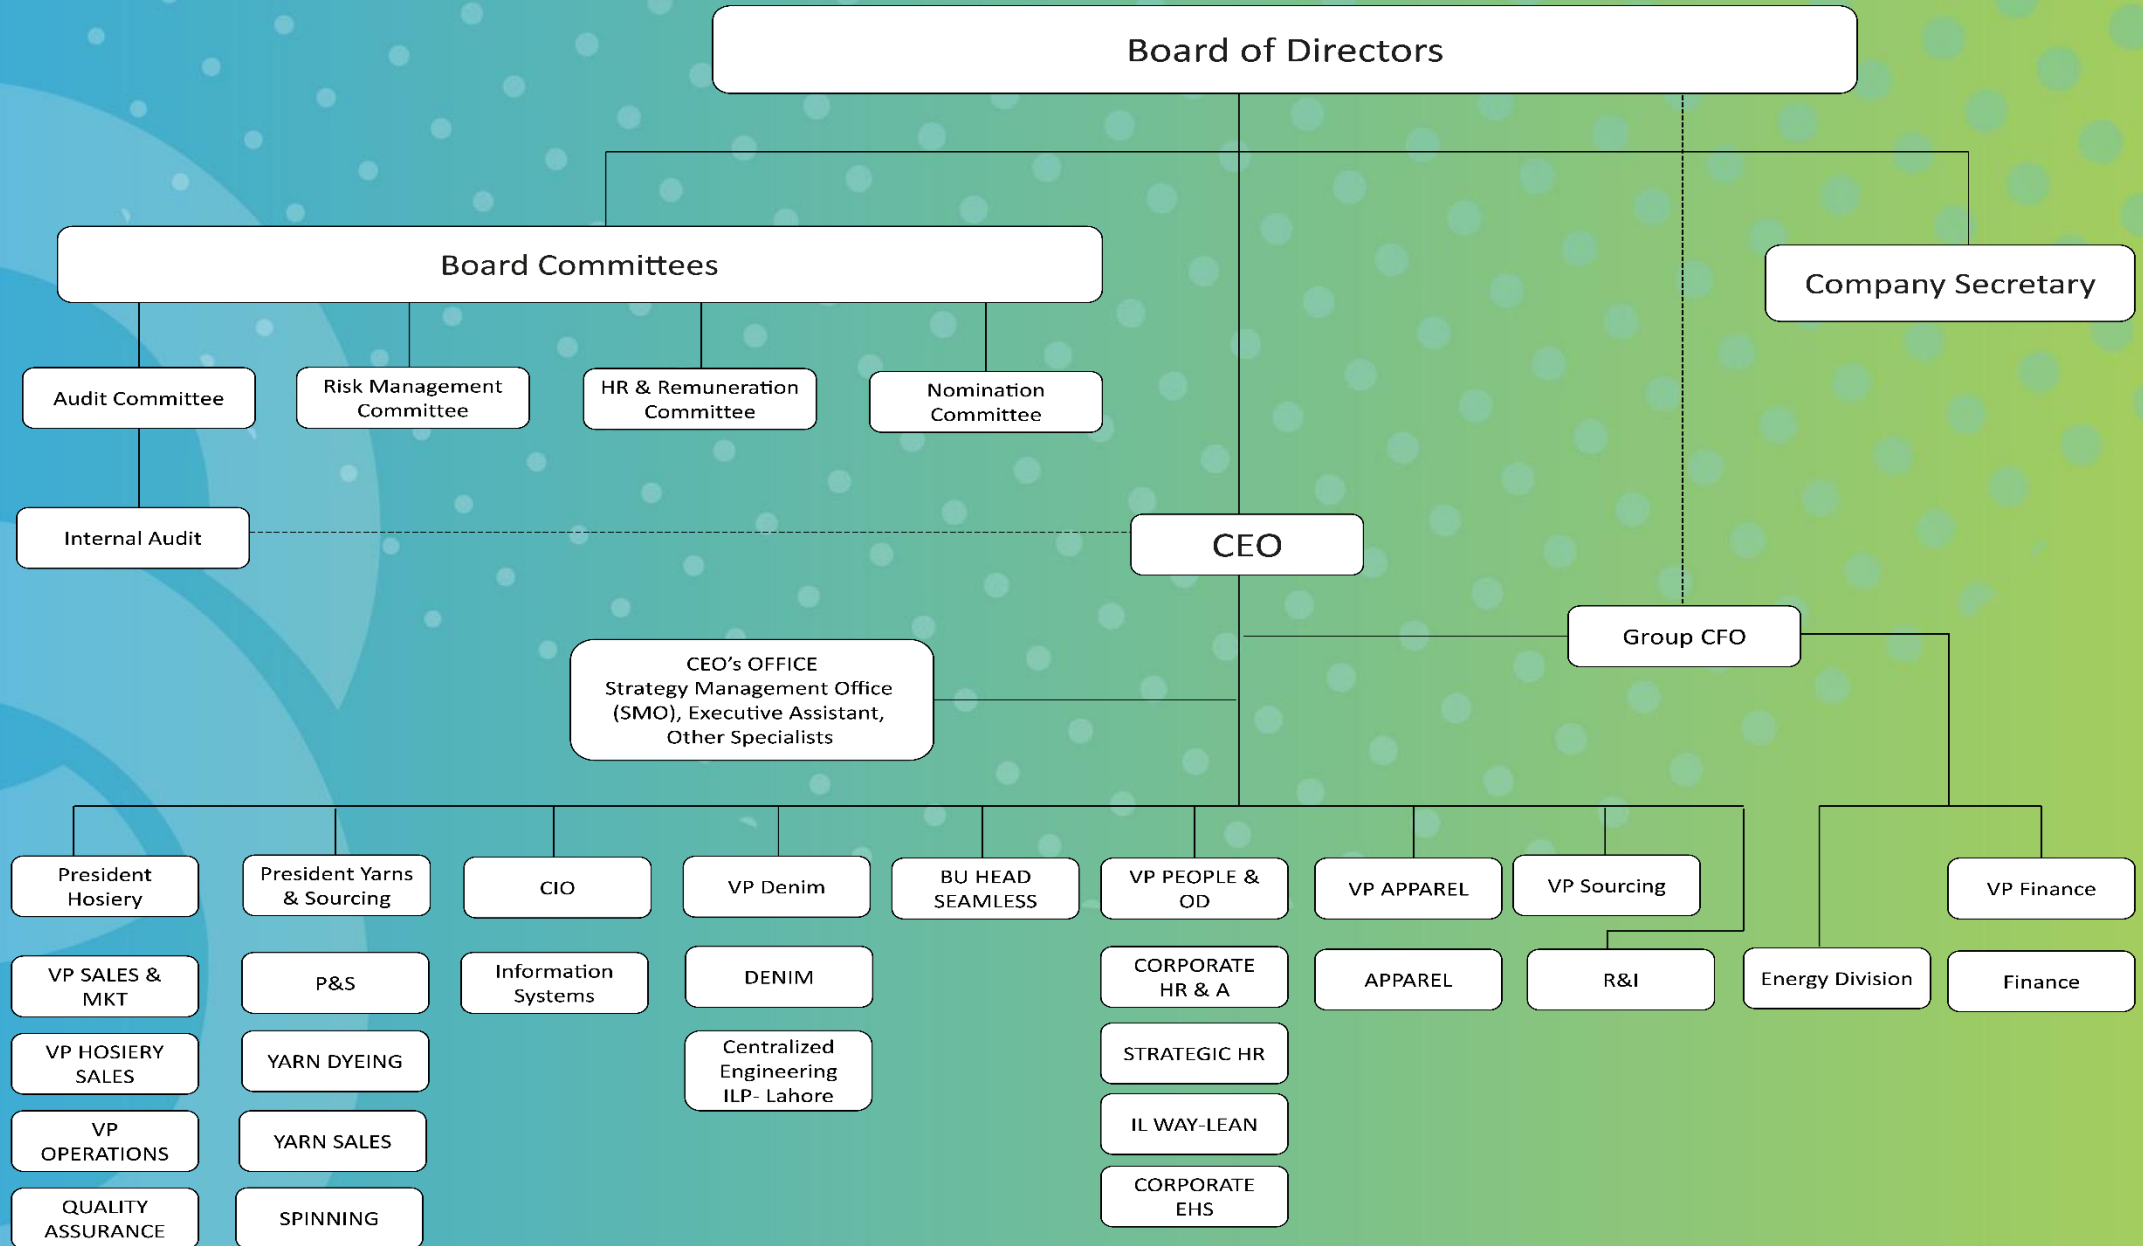 Board of Directors
Board Committees
Company Secretary
Audit Committee
Risk Management
Committee
HR & Remuneration
Committee
Nomination
Committee
Internal Audit
CEO
Group CFO
CEO’s OFFICE
Strategy Management Office
(SMO), Executive Assistant,
Other Specialists
President
Hosiery
President Yarns
& Sourcing
CIO
VP Denim
BU HEAD
SEAMLESS
VP PEOPLE &
OD
VP APPAREL
VP Sourcing
VP Finance
VP SALES &
MKT
P&S
Information
Systems
DENIM
CORPORATE
HR & A
APPAREL
R&I
Energy Division
Finance
VP HOSIERY
SALES
YARN DYEING
Centralized
Engineering
ILP- Lahore
STRATEGIC HR
VP
OPERATIONS
YARN SALES
IL WAY-LEAN
QUALITY
ASSURANCE
SPINNING
CORPORATE
EHS